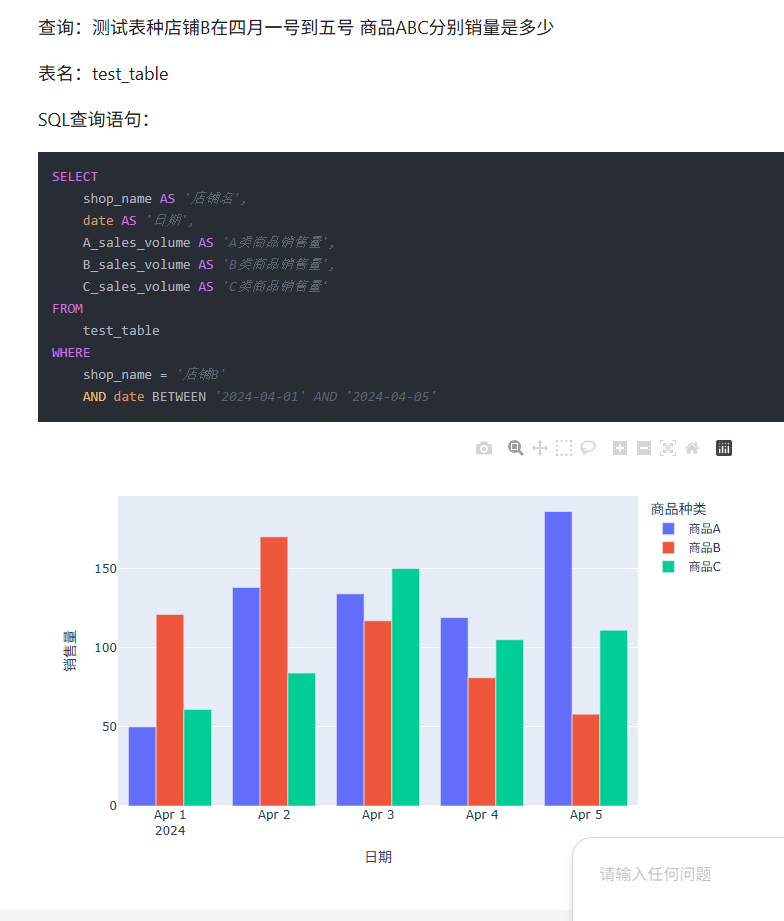 查询：测试表种店铺B在四月一号到五号 商品ABC分别销量是多少
表名：test_table
SQL查询语句：
SELECT
shop_name AS '店铺名',
date AS '日期',
A_sales_volume AS 'A类商品销售量',
B_sales_volume AS 'B类商品销售量',
C_sales_volume AS 'C类商品销售量'
FROM
test_table
WHERE
shop_name = '店铺B'
AND date BETWEEN '2024-04-01' AND '2024-04-05'
商品种类
商品A
商品B
商品C
150
100
50
0
销售量
Apr 1 Apr 2 Apr 3 Apr 4 Apr 5
2024
日期
请输入任何问题